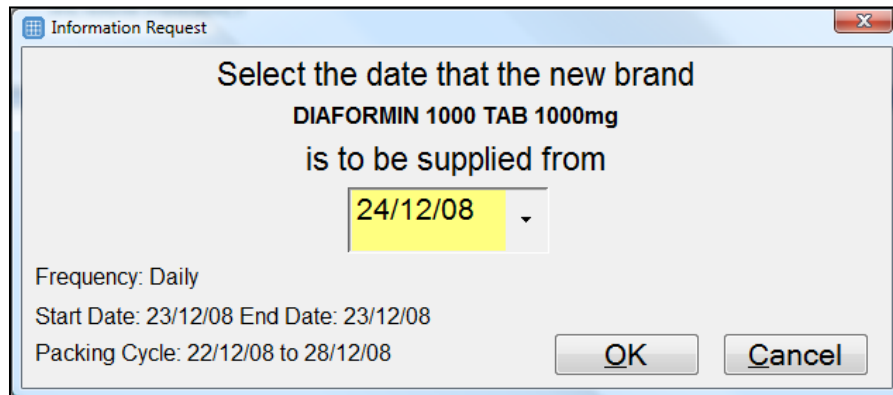 Information Request
Select the date that the new brand
DIAFORMIN 1000 TAB 1000mg
is to be supplied from
24/12/08
Frequency: Daily
Start Date: 23/12/08 End Date: 23/12/08
Packing Cycle: 22/12/08 to 28/12/08
OK Cancel